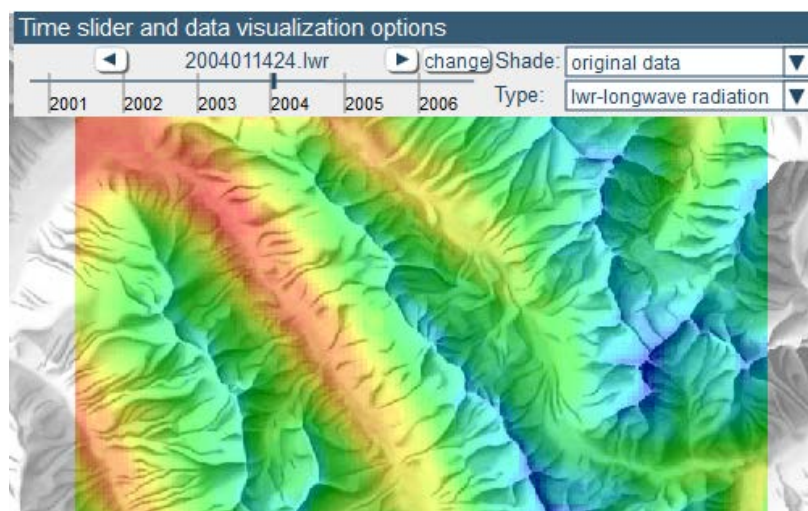 Time slider and data visualization options
◀ 2004011424.lwr ▶ change Shade: original data ▼
2001 2002 2003 2004 2005 2006 Type: lwr-longwave radiation ▼